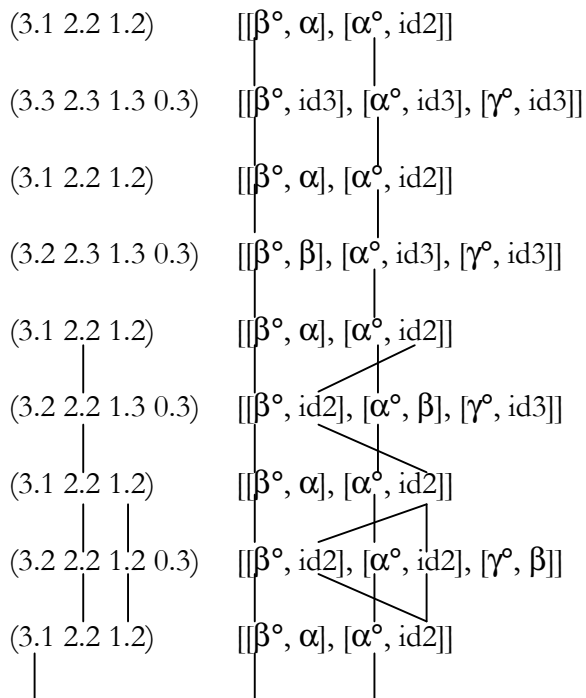 (3.1 2.2 1.2) [[β°, α], [α°, id2]]
(3.3 2.3 1.3 0.3) [[β°, id3], [α°, id3], [γ°, id3]]
(3.1 2.2 1.2) [[β°, α], [α°, id2]]
(3.2 2.3 1.3 0.3) [[β°, β], [α°, id3], [γ°, id3]]
(3.1 2.2 1.2) [[β°, α], [α°, id2]]
(3.2 2.2 1.3 0.3) [[β°, id2], [α°, β], [γ°, id3]]
(3.1 2.2 1.2) [[β°, α], [α°, id2]]
(3.2 2.2 1.2 0.3) [[β°, id2], [α°, id2], [γ°, β]]
(3.1 2.2 1.2) [[β°, α], [α°, id2]]